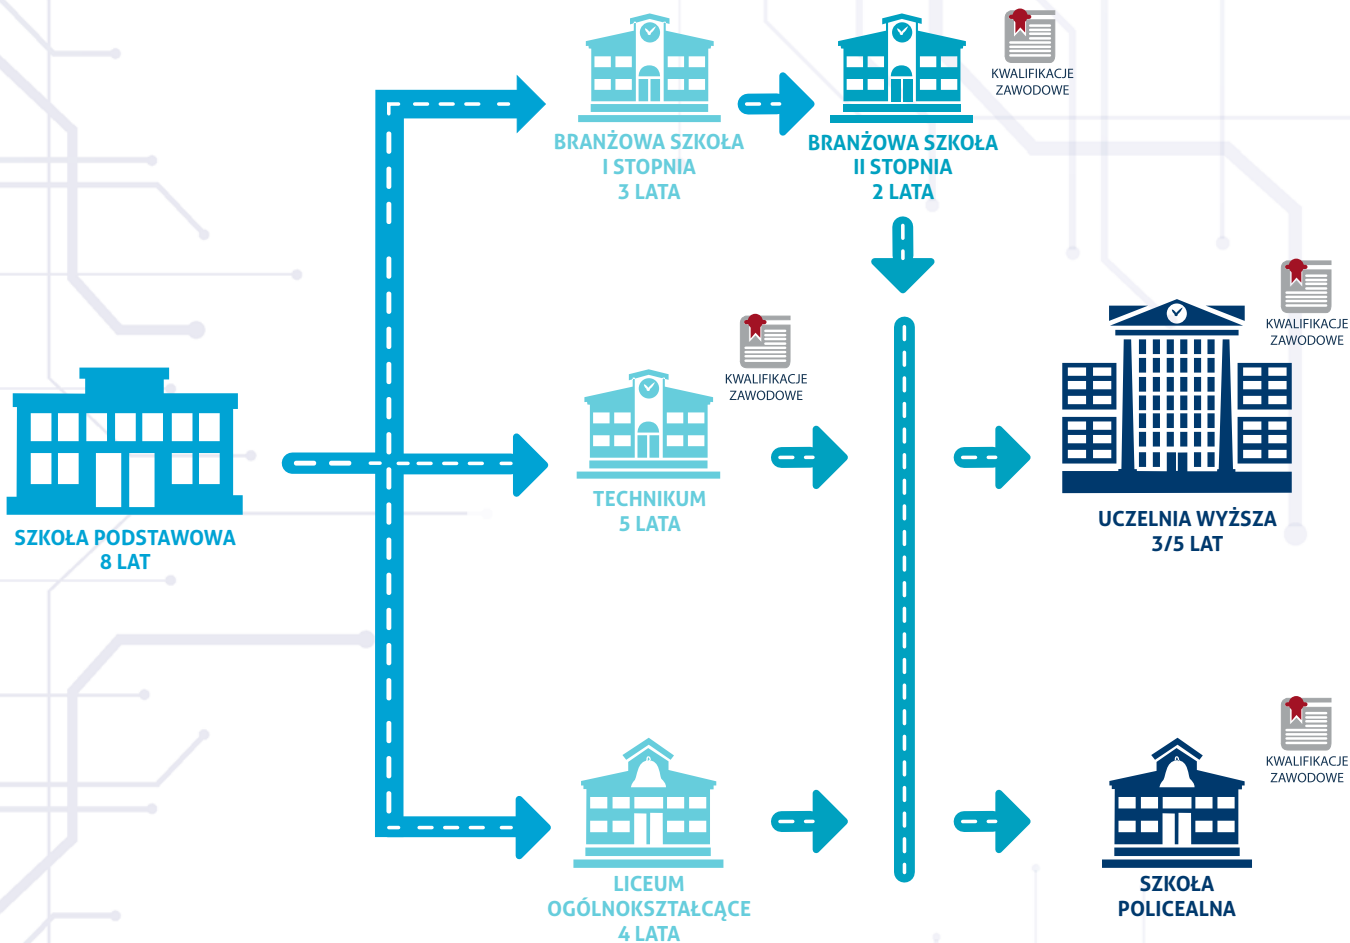 KWALIFIKACJE
ZAWODOWE
BRANŻOWA SZKOŁA
I STOPNIA
3 LATA
BRANŻOWA SZKOŁA
II STOPNIA
2 LATA
KWALIFIKACJE
ZAWODOWE
KWALIFIKACJE
ZAWODOWE
TECHNIKUM
5 LATA
UCZELNIA WYŻSZA
3/5 LAT
SZKOŁA PODSTAWOWA
8 LAT
KWALIFIKACJE
ZAWODOWE
LICEUM
OGÓLNOKSZTAŁCĄCE
4 LATA
SZKOŁA
POLICEALNA